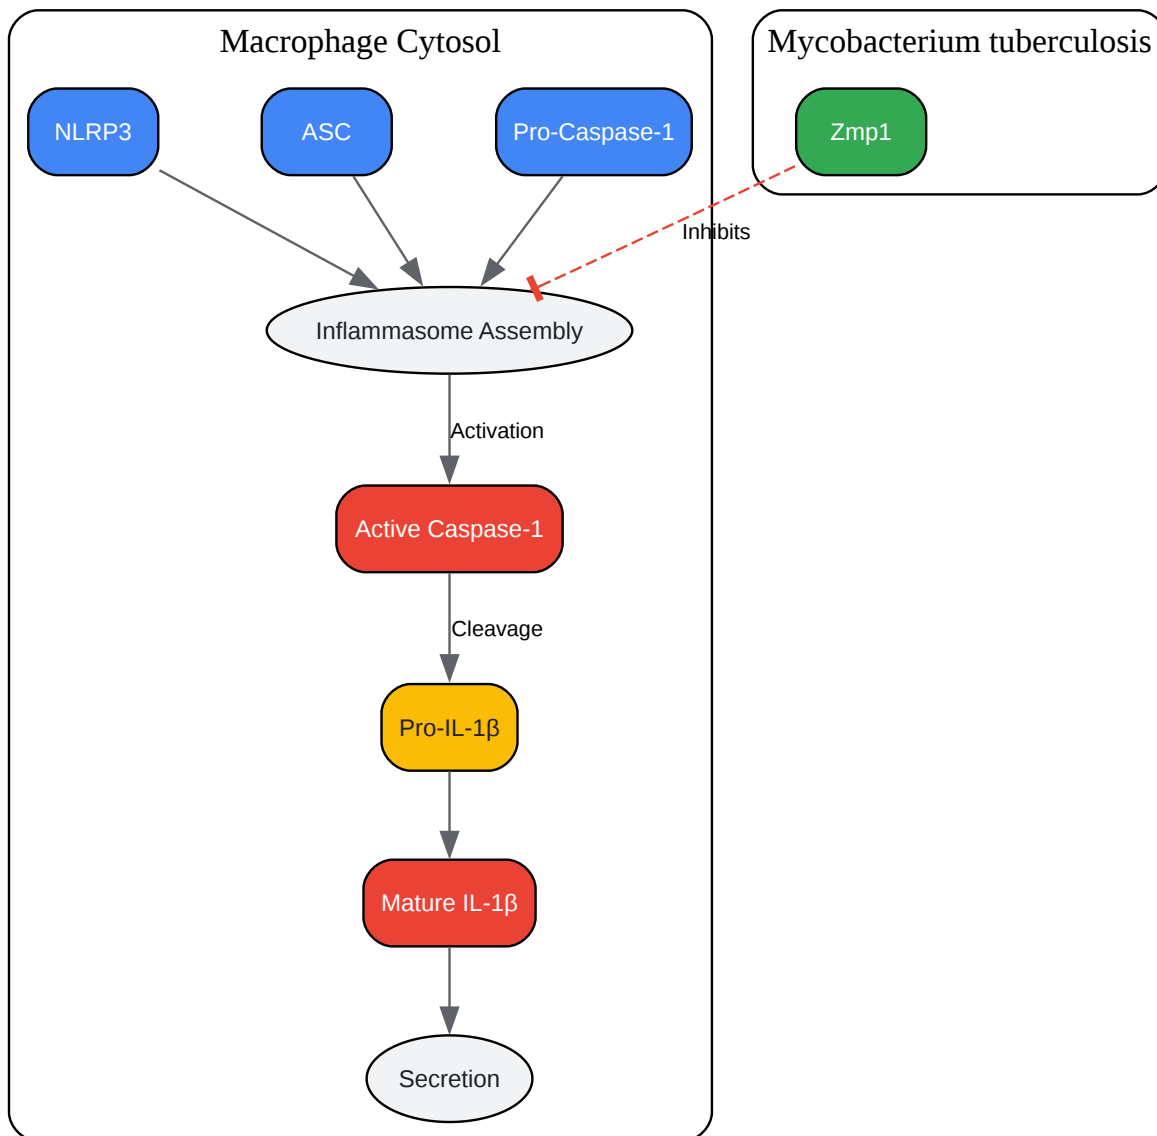 Macrophage Cytosol
Mycobacterium tuberculosis
NLRP3
ASC
Pro-Caspase-1
Zmp1
Inhibits
Inflammasome Assembly
Activation
Active Caspase-1
Cleavage
Pro-IL-1β
Mature IL-1β
Secretion